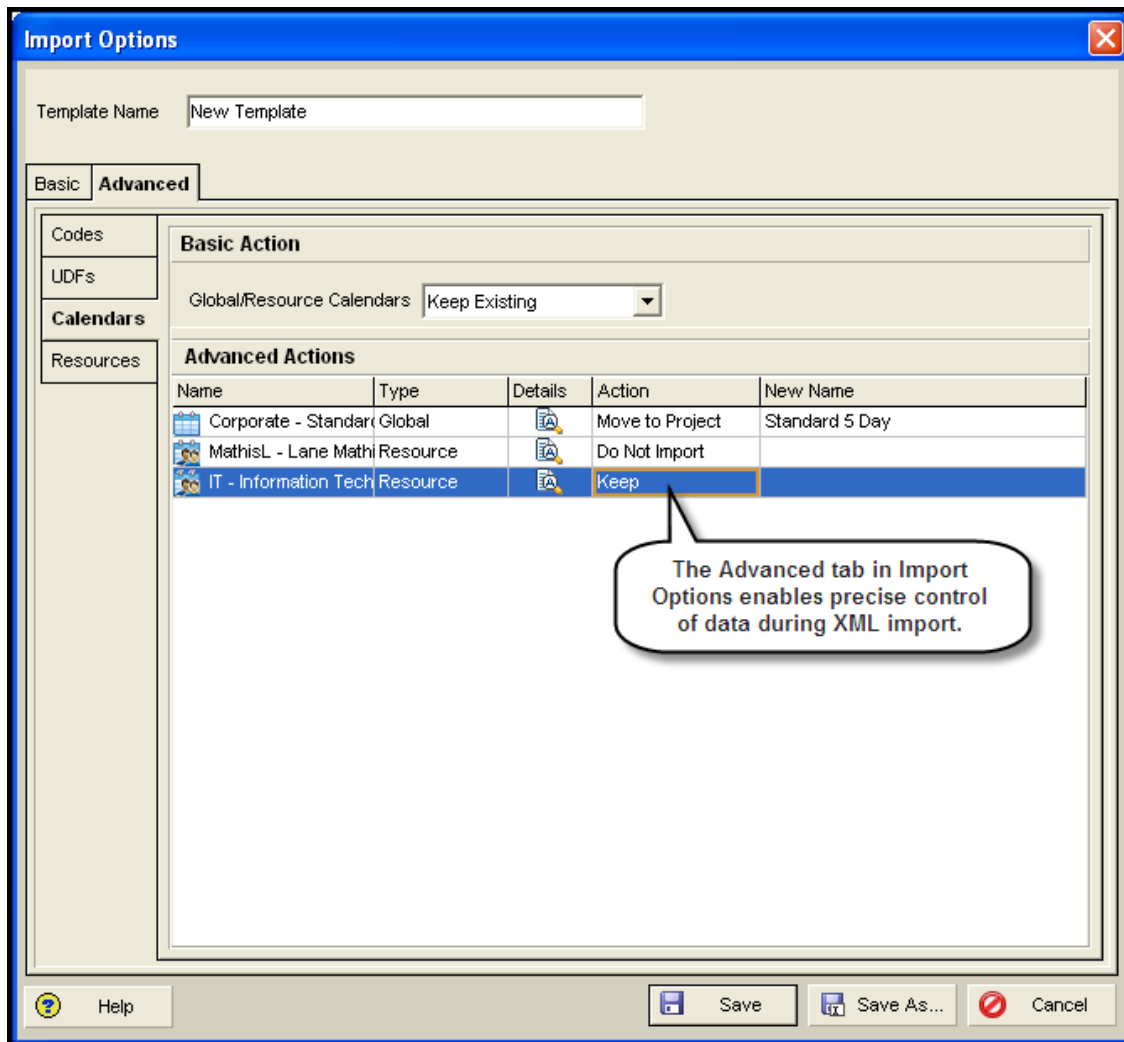 Import Options
Template Name New Template
Basic Advanced
Codes
UDFs
Calendars
Resources
Basic Action
Global/Resource Calendars Keep Existing
Advanced Actions
Name Type Details Action New Name
Corporate - Standard Global Move to Project Standard 5 Day
MathisL - Lane Mathi Resource Do Not Import
IT - Information Tech Resource Keep
The Advanced tab in Import
Options enables precise control
of data during XML import.
Help Save Save As... Cancel